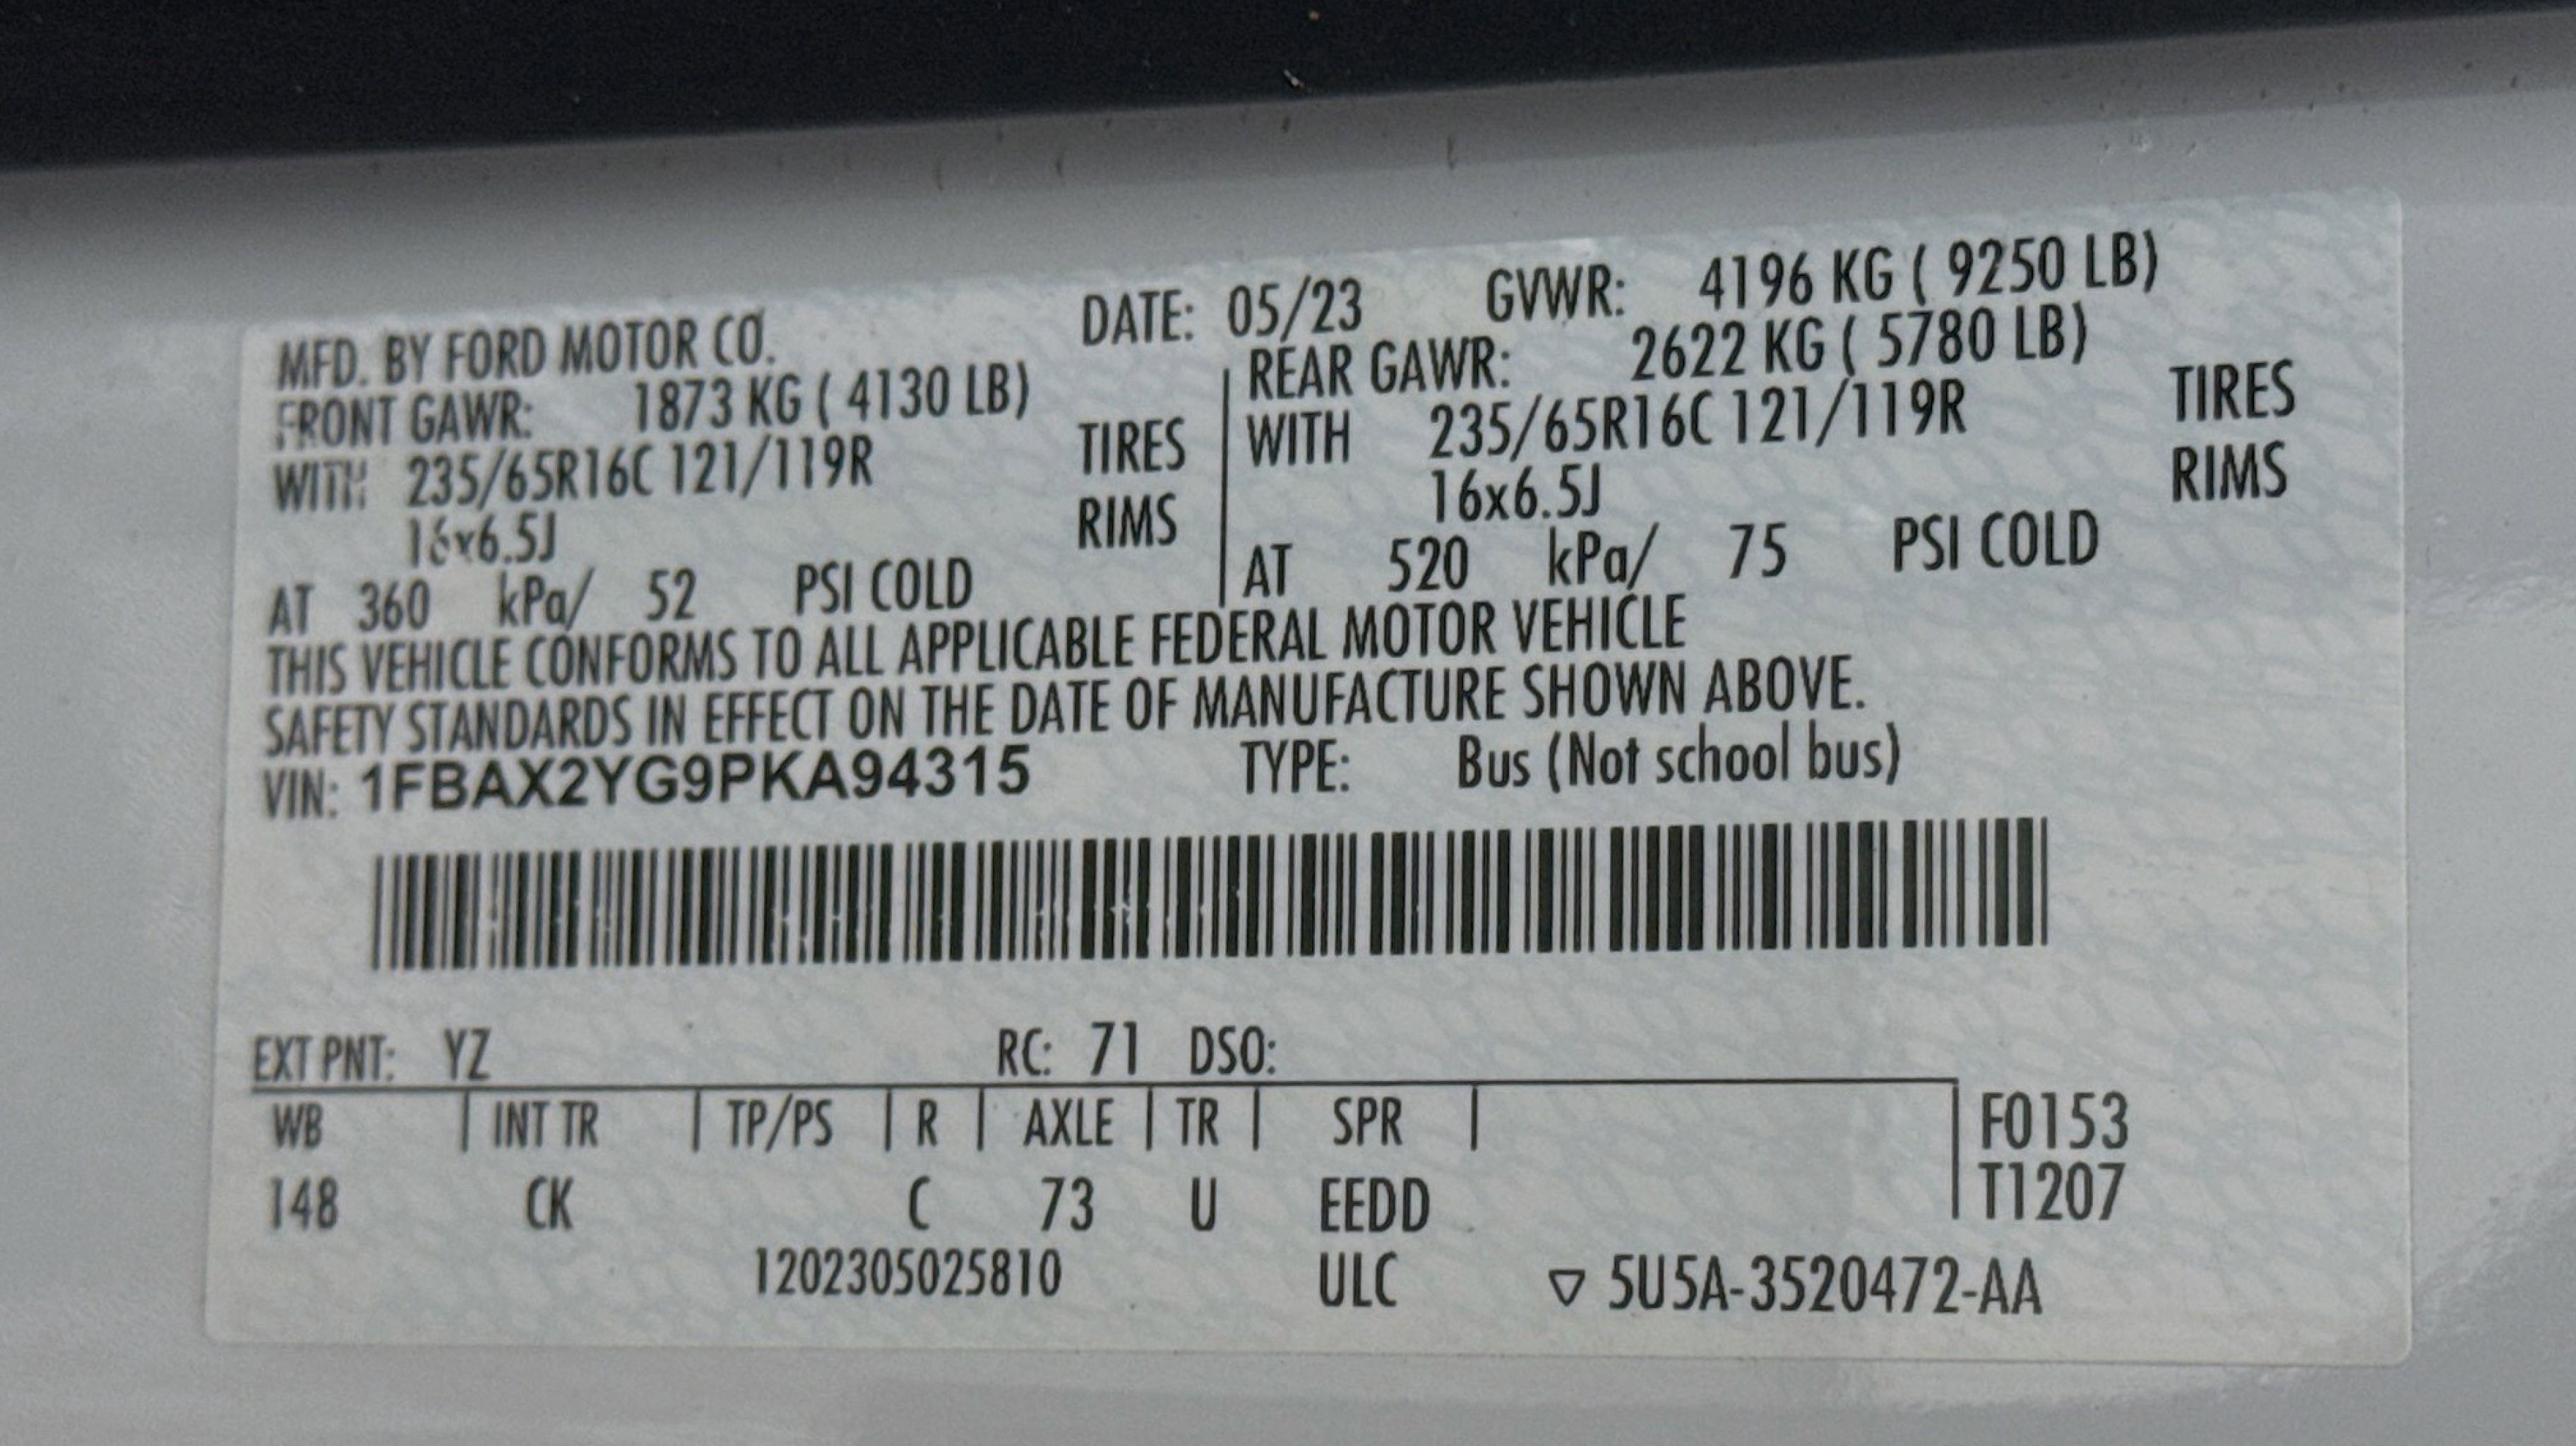 MFD. BY FORD MOTOR CO. DATE: 05/23 GVWR: 4196 KG ( 9250 LB)
FRONT GAWR: 1873 KG ( 4130 LB) REAR GAWR: 2622 KG ( 5780 LB)
WITH 235/65R16C 121/119R TIRES WITH 235/65R16C 121/119R TIRES
16x6.5J RIMS 16x6.5J RIMS
AT 360 kPa/ 52 PSI COLD AT 520 kPa/ 75 PSI COLD
THIS VEHICLE CONFORMS TO ALL APPLICABLE FEDERAL MOTOR VEHICLE
SAFETY STANDARDS IN EFFECT ON THE DATE OF MANUFACTURE SHOWN ABOVE.
VIN: 1FBAX2YG9PKA94315 TYPE: Bus (Not school bus)
EXT PNT: YZ RC: 71 DSO:
WB | INT TR | TP/PS | R | AXLE | TR | SPR | F0153
148 CK C 73 U EEDD T1207
1202305025810 ULC ▽ 5U5A-3520472-AA